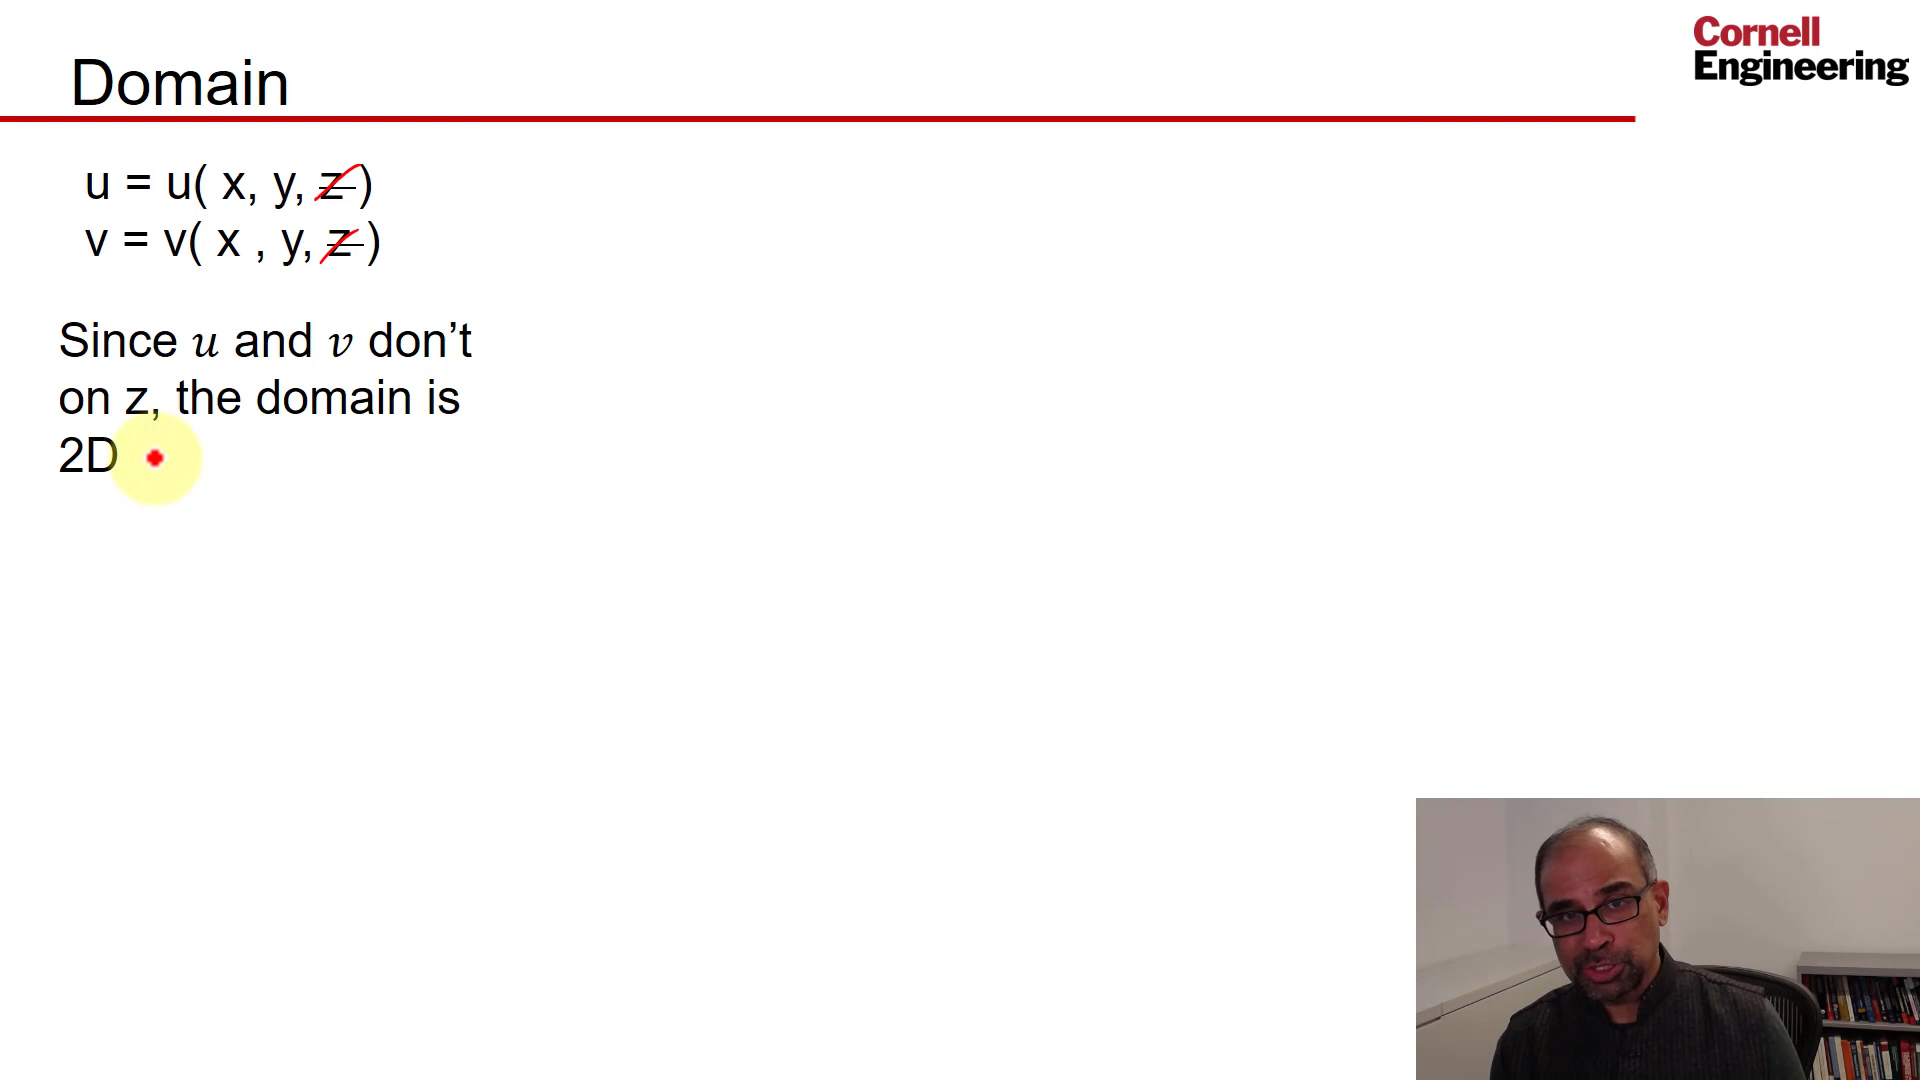 Cornell
Engineering
Domain
u = u( x, y, z )
v = v( x , y, z )
Since u and v don’t
on z, the domain is
2D